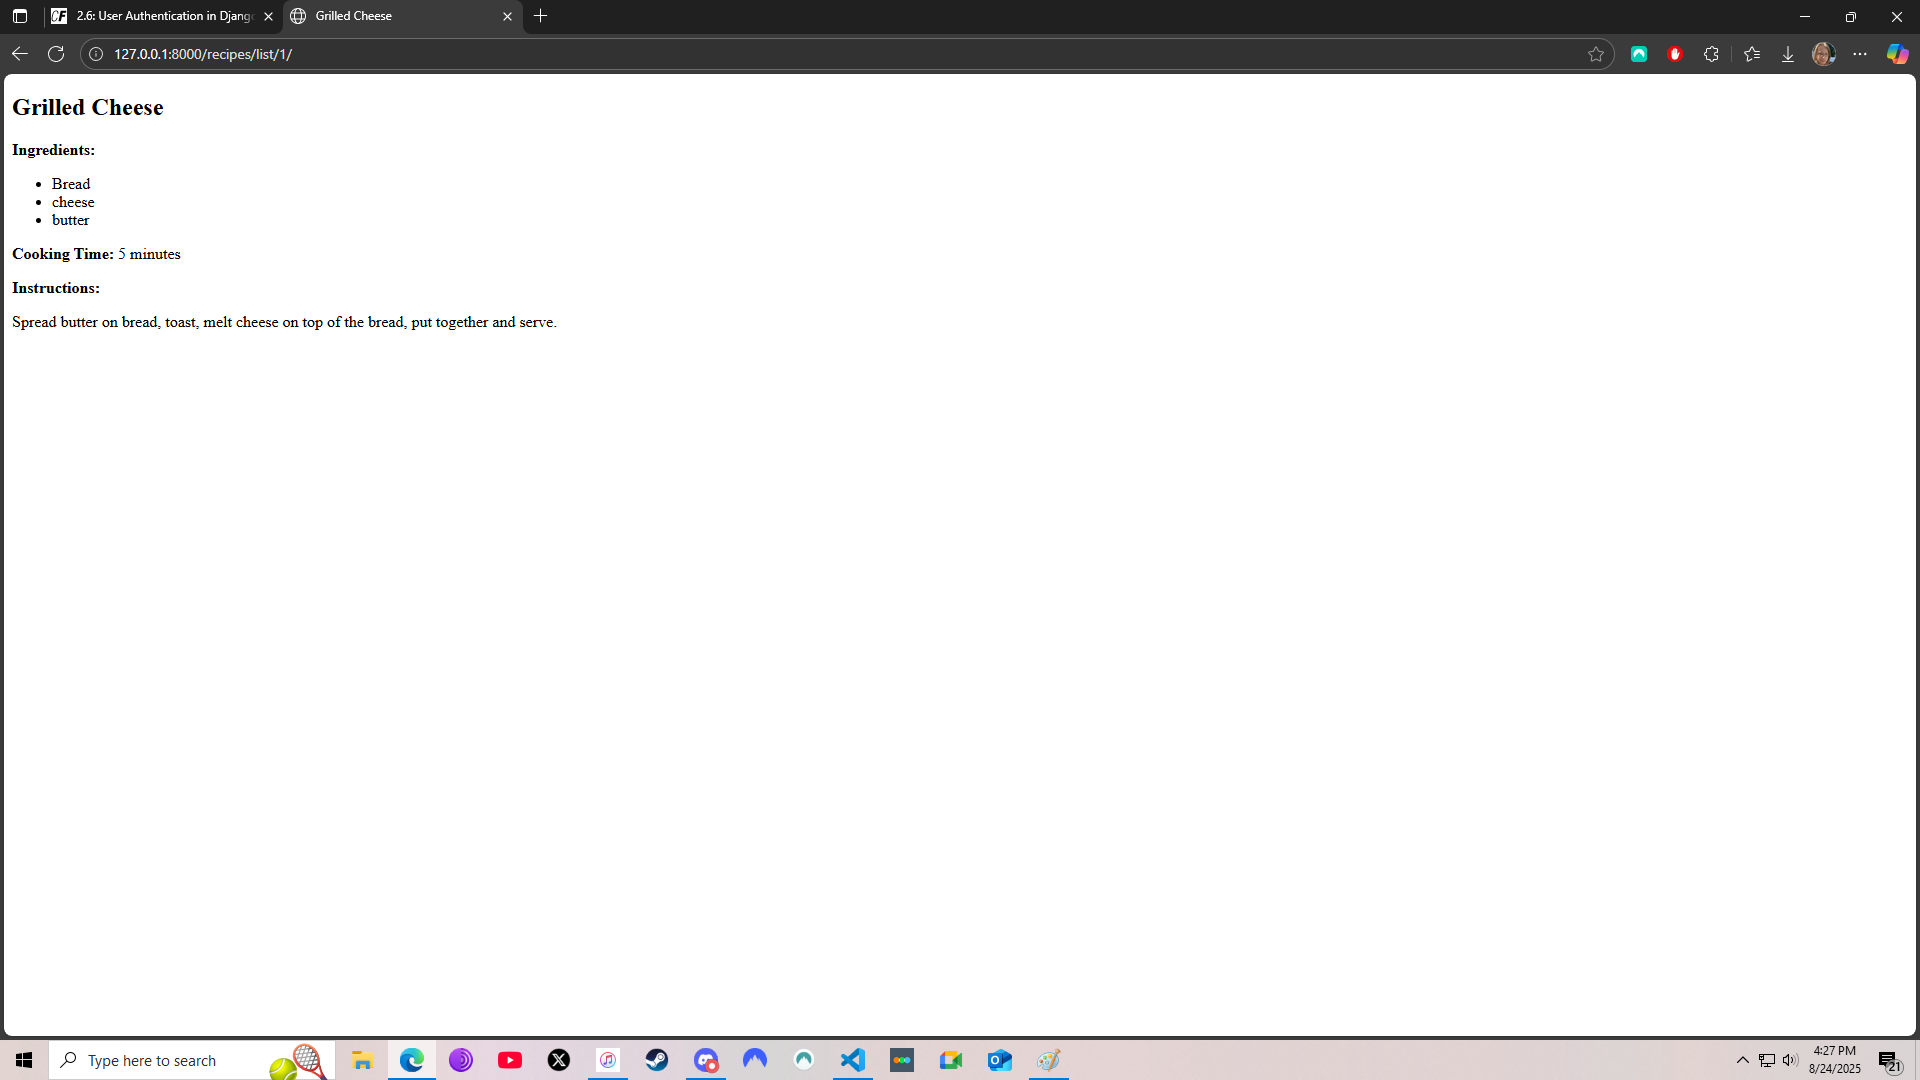 CF 2.6: User Authentication in Djang
Grilled Cheese
127.0.0.1:8000/recipes/list/1/
Grilled Cheese
Ingredients:
Bread
cheese
butter
Cooking Time: 5 minutes
Instructions:
Spread butter on bread, toast, melt cheese on top of the bread, put together and serve.
Type here to search
4:27 PM
8/24/2025
21